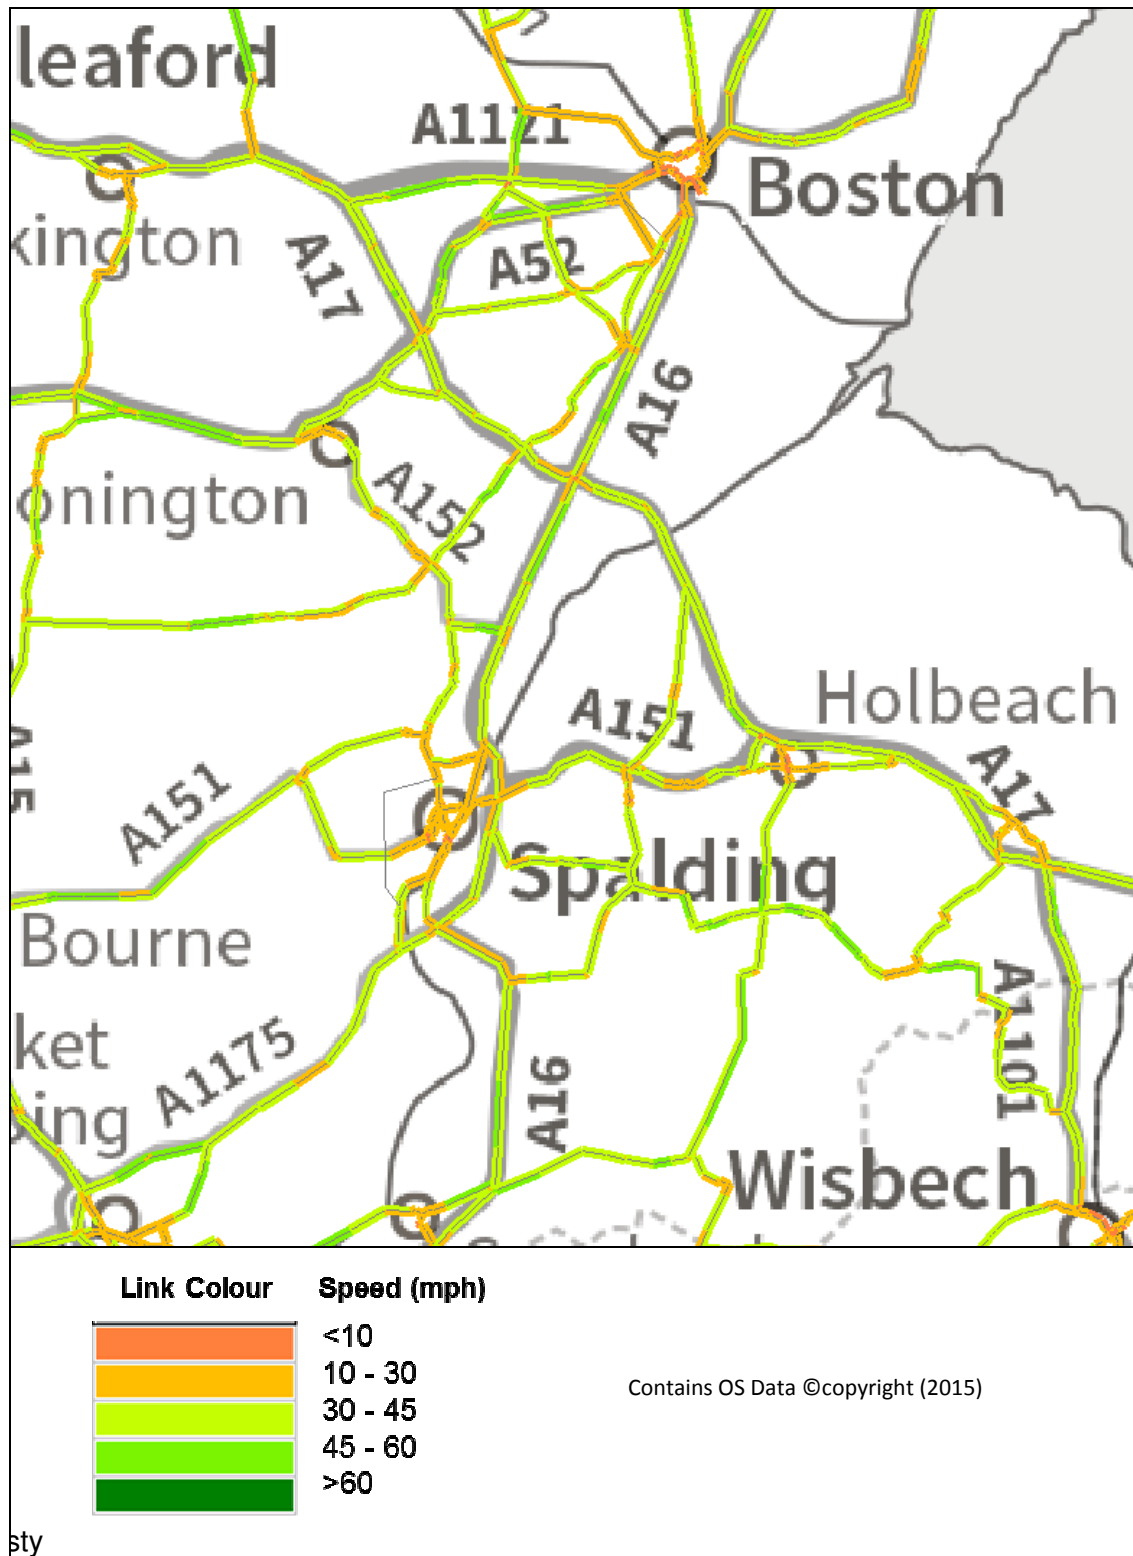 leaford
A1121
Boston
kington
A17
A52
A16
onington
A152
Holbeach
A151
A15
A151
A17
Spalding
Bourne
ket
A1175
A16
A1101
ping
Wisbech
Link Colour Speed (mph)
<10
10 - 30
30 - 45
45 - 60
>60
Contains OS Data ©copyright (2015)
sty